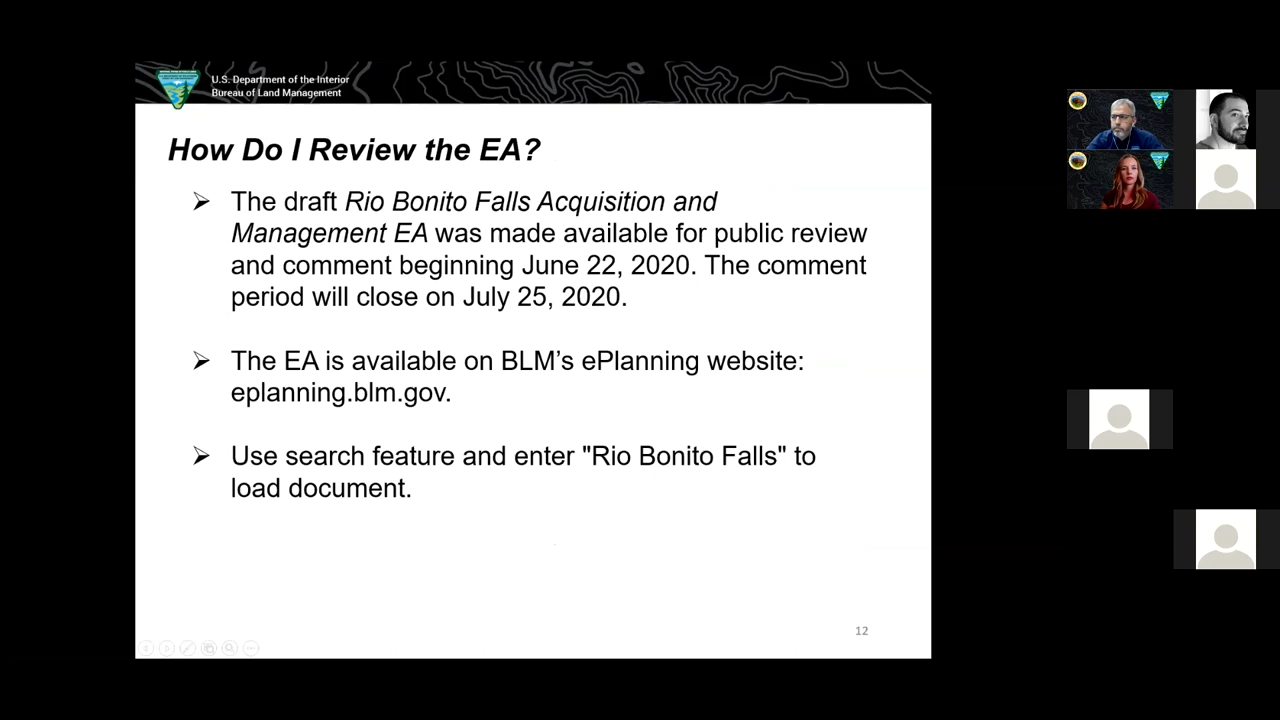 U.S. Department of the Interior
Bureau of Land Management
How Do I Review the EA?
➢ The draft Rio Bonito Falls Acquisition and
Management EA was made available for public review
and comment beginning June 22, 2020. The comment
period will close on July 25, 2020.
➢ The EA is available on BLM’s ePlanning website:
eplanning.blm.gov.
➢ Use search feature and enter "Rio Bonito Falls" to
load document.
12